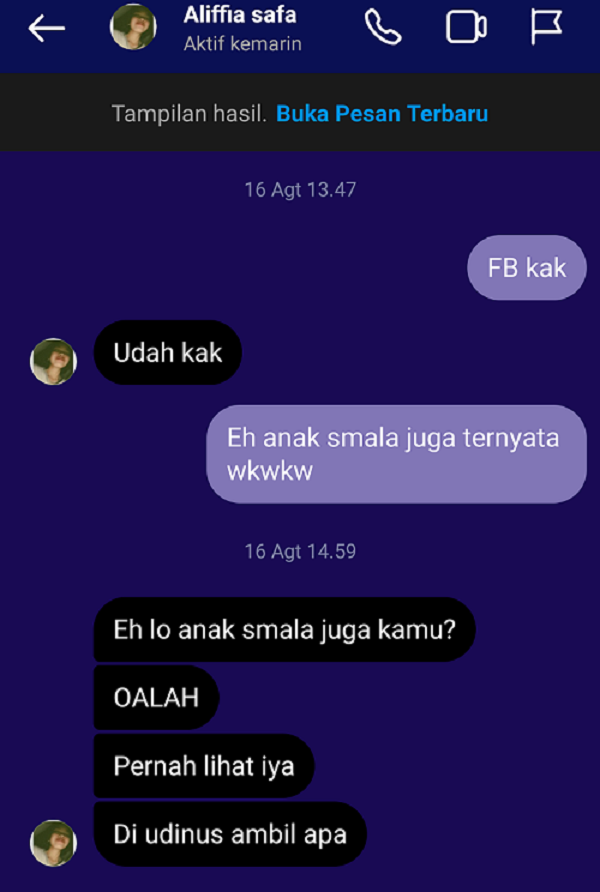 Aliffia safa
Aktif kemarin
Tampilan hasil. Buka Pesan Terbaru
16 Agt 13.47
FB kak
Udah kak
Eh anak smala juga ternyata
wkwkw
16 Agt 14.59
Eh lo anak smala juga kamu?
OALAH
Pernah lihat iya
Di udinus ambil apa